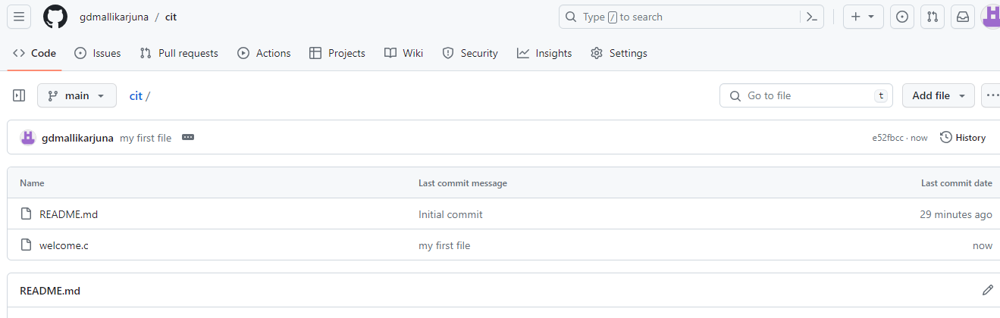 gdmallikarjuna / cit Type / to search
Code Issues Pull requests Actions Projects Wiki Security Insights Settings
main cit / Go to file t Add file
gdmallikarjuna my first file e52fbcc · now History
Name Last commit message Last commit date
README.md Initial commit 29 minutes ago
welcome.c my first file now
README.md